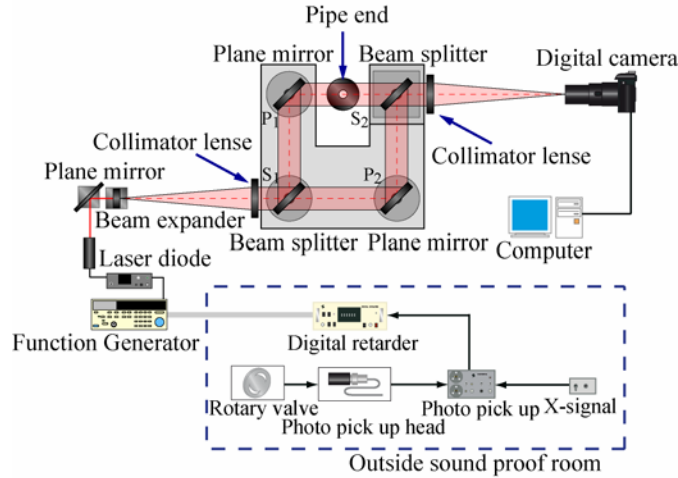 Pipe end
Plane mirror
Beam splitter
Digital camera
P1
S2
Collimator lense
Collimator lense
Plane mirror
S1
P2
Beam expander
Beam splitter
Plane mirror
Computer
Laser diode
Function Generator
Digital retarder
Rotary valve
Photo pick up head
Photo pick up
X-signal
Outside sound proof room